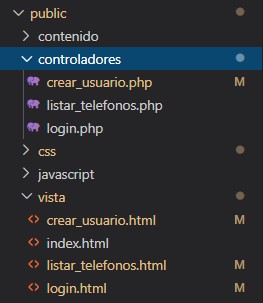 public
contenido
controladores
crear_usuario.php M
listar_telefonos.php
login.php
css
javascript
vista
crear_usuario.html M
index.html
listar_telefonos.html M
login.html M